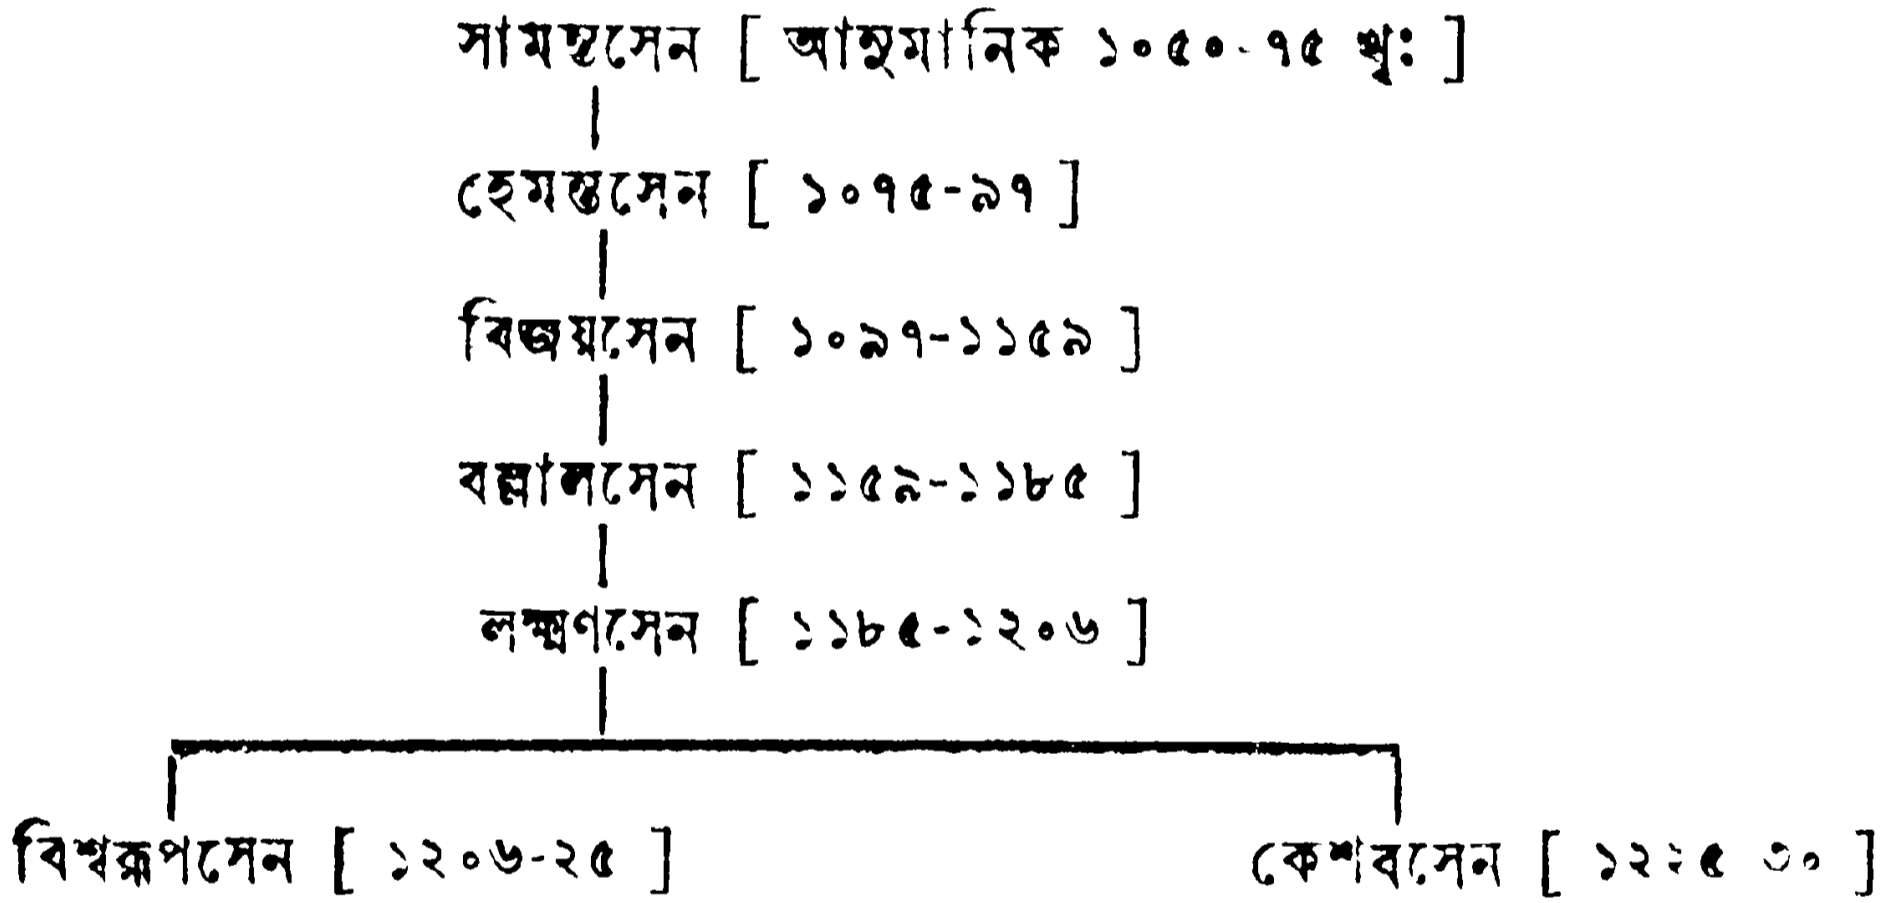 সামন্তসেন [ আনুমানিক ১০৫০-৭৫ খৃঃ ]
হেমন্তসেন [ ১০৭৫-৯৭ ]
বিজয়সেন [ ১০৯৭-১১৫৯ ]
বল্লালসেন [ ১১৫৯-১১৮৫ ]
লক্ষ্মণসেন [ ১১৮৫-১২০৬ ]
বিশ্বরূপসেন [ ১২০৬-২৫ ] কেশবসেন [ ১২২৫ ৩০ ]